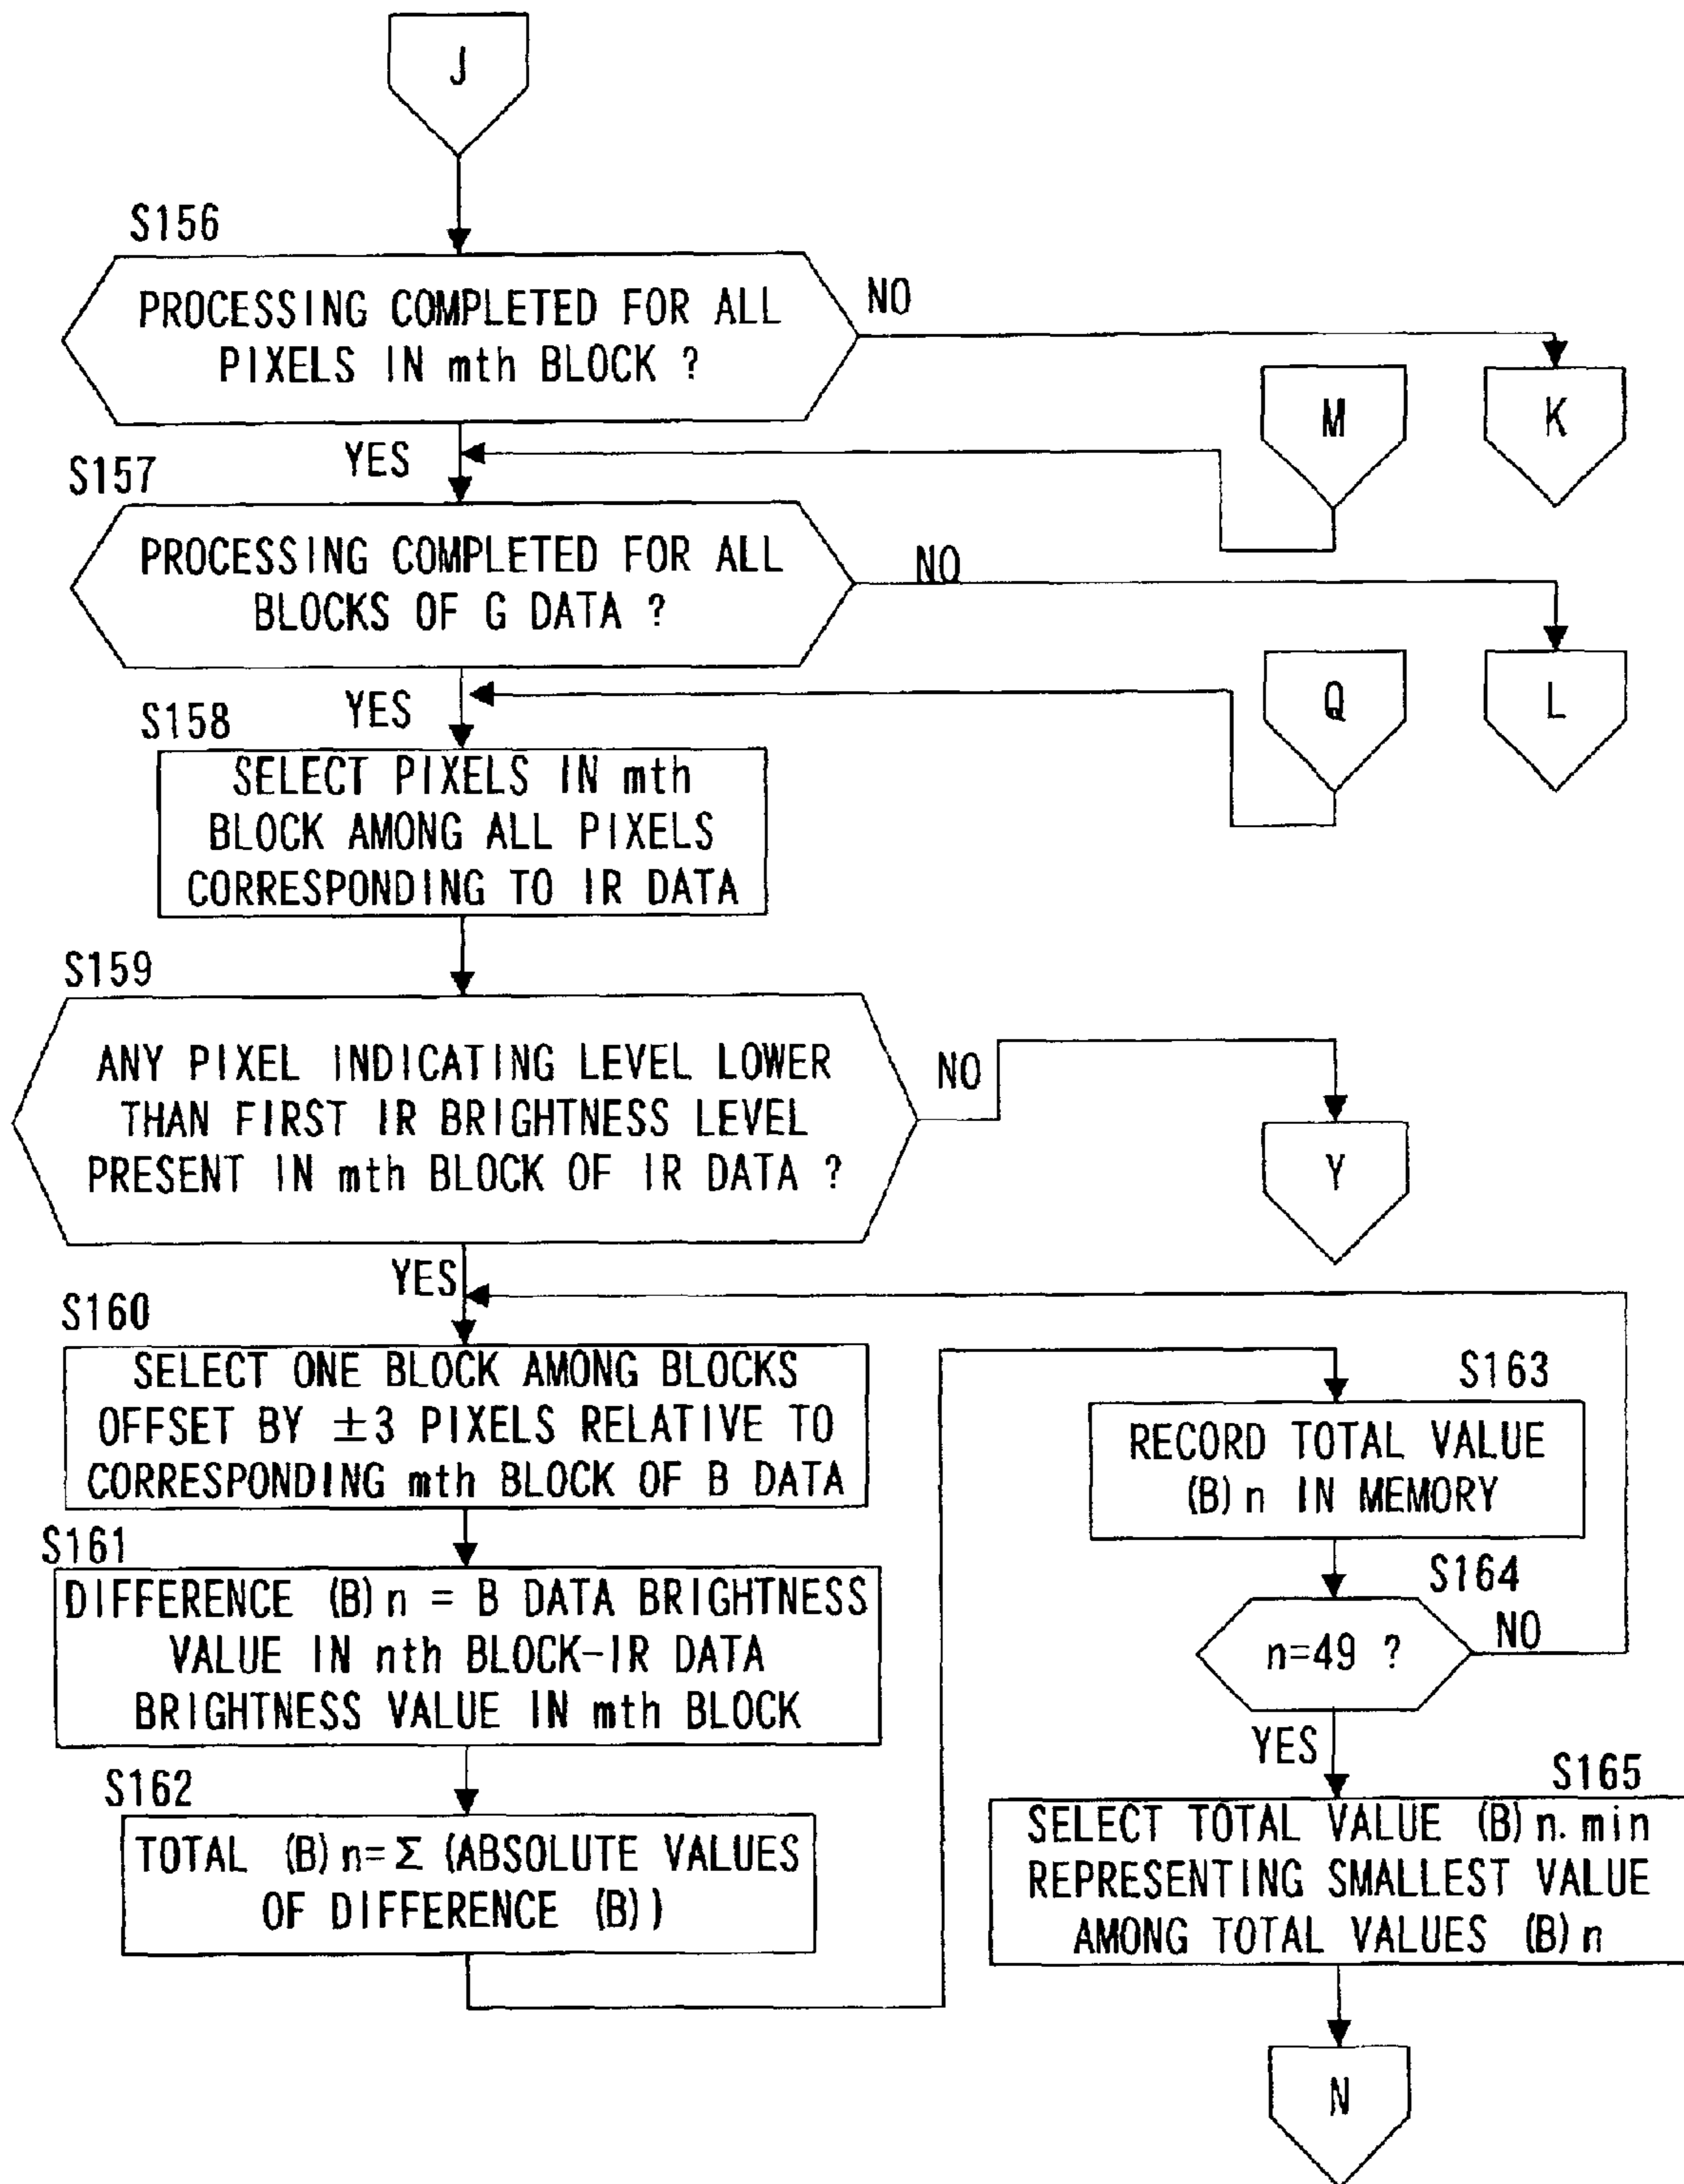 J
S156
PROCESSING COMPLETED FOR ALL
PIXELS IN mth BLOCK ?
NO
K
M
YES
S157
PROCESSING COMPLETED FOR ALL
BLOCKS OF G DATA ?
NO
L
Q
YES
S158
SELECT PIXELS IN mth
BLOCK AMONG ALL PIXELS
CORRESPONDING TO IR DATA
S159
ANY PIXEL INDICATING LEVEL LOWER
THAN FIRST IR BRIGHTNESS LEVEL
PRESENT IN mth BLOCK OF IR DATA ?
NO
Y
YES
S160
SELECT ONE BLOCK AMONG BLOCKS
OFFSET BY ±3 PIXELS RELATIVE TO
CORRESPONDING mth BLOCK OF B DATA
S161
DIFFERENCE (B)n = B DATA BRIGHTNESS
VALUE IN nth BLOCK-IR DATA
BRIGHTNESS VALUE IN mth BLOCK
S162
TOTAL (B)n=Σ (ABSOLUTE VALUES
OF DIFFERENCE (B))
S163
RECORD TOTAL VALUE
(B)n IN MEMORY
S164
n=49 ?
NO
YES
S165
SELECT TOTAL VALUE (B)n.min
REPRESENTING SMALLEST VALUE
AMONG TOTAL VALUES (B)n
N